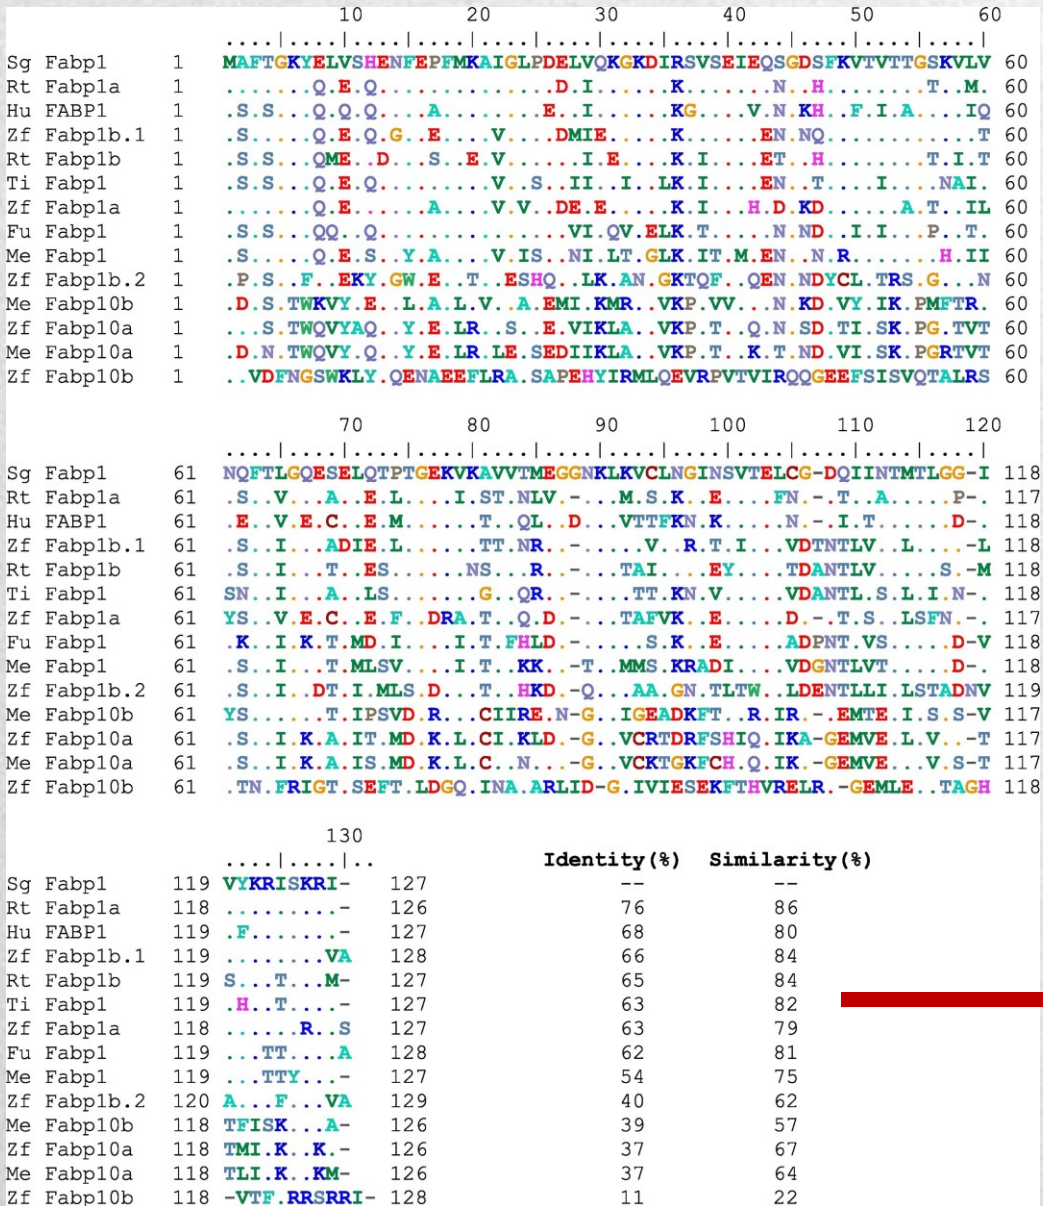 10 20 30 40 50 60
....|....|....|....|....|....|....|....|....|....|....|....|
Sg Fabp1 1 MAFTGKYELVSHENFEPFMKAIGLPDELVQKGKDIRSVSEIEQSGDSFKVTVTTGSKVLV 60
Rt Fabp1a 1 .......Q.E.Q..............D.I......K.......N..H........T..M. 60
Hu FABP1 1 .S.S...Q.Q.Q....A........E..I......KG....V..N.KH..F.I.A....IQ 60
Zf Fabp1b.1 1 .S.S...Q.E.Q.G..E....V....DMIE.....K......EN.NQ............T 60
Rt Fabp1b 1 .S.S...QME..D...S..E.V.......I.E...K.I....ET..H........T.I.T 60
Ti Fabp1 1 .S.S...Q.E.Q.........V..S..II..I..LK.I....EN..T....I....NAI. 60
Zf Fabp1a 1 .......Q.E......A....V.V..DE.E.....K.I...H.D.KD......A.T..IL 60
Fu Fabp1 1 .S.S...QQ..Q...............VI.QV.ELK.T.....N.ND..I.I...P..T. 60
Me Fabp1 1 .S.S...Q.E.S..Y.A....V.IS..NI.LT.GLK.IT.M.EN..N.R.......H.II 60
Zf Fabp1b.2 1 .P.S..F..EKY.GW.E..T..ESHQ..LK.AN.GKTQF..QEN.NDYCL.TRS.G...N 60
Me Fabp10b 1 .D.S.TWKVY.E..L.A.L.V..A.EMI.KMR..VKP.VV...N.KD.VY.IK.PMFTR. 60
Zf Fabp10a 1 ...S.TWQVYAQ..Y.E.LR..S..E.VIKLA..VKP.T..Q.N.SD.TI.SK.PG.TVT 60
Me Fabp10a 1 .D.N.TWQVY.Q..Y.E.LR.LE.SEDIIKLA..VKP.T..K.T.ND.VI.SK.PGRTVT 60
Zf Fabp10b 1 ..VDFNGSWKLY.QENAEEFLRA.SAPEHYIRMLQEVRPVTVIRQQGEEFSISVQTALRS 60
70 80 90 100 110 120
....|....|....|....|....|....|....|....|....|....|....|....|
Sg Fabp1 61 NQFTLGQESELQTPTGEKVKAVVTMEGGNKLKVCLNGINSVTELCG-DQIINTMTLGG-I 118
Rt Fabp1a 61 .S..V...A..E.L....I.ST.NLV.-...M.S.K..E....FN.-.T..A.....P-. 117
Hu FABP1 61 .E..V.E.C..E.M......T..QL..D...VTTFKN.K.....N.-.I.T......D-. 118
Zf Fabp1b.1 61 .S..I...ADIE.L......TT.NR..-.....V..R.T.I...VDTNTLV..L....-L 118
Rt Fabp1b 61 .S..I...T..ES......NS..R...-...TAI....EY....TDANTLV.....S.-M 118
Ti Fabp1 61 SN..I...A..LS.......G..QR..-....TT.KN.V.....VDANTL.S.L.I.N-. 118
Zf Fabp1a 61 YS..V.E.C..E.F..DRA.T..Q.D.-...TAFVK..E.....D..-.T.S..LSFN.-. 117
Fu Fabp1 61 .K..I.K.T.MD.I....I.T.FHLD.-.....S.K..E.....ADPNT.VS.....D-V 118
Me Fabp1 61 .S..I...T.MLSV....I.T..KK..-T..MMS.KRADI....VDGNTLVT.....D-. 118
Zf Fabp1b.2 61 .S..I..DT.I.MLS.D...T..HKD.-Q...AA.GN.TLTW..LDENTLLI.LSTADNV 119
Me Fabp10b 61 YS......T.IPSVD.R...CIIRE.N-G..IGEADKFT..R.IR.-.EMTE.I.S.S-V 117
Zf Fabp10a 61 .S..I.K.A.IT.MD.K.L.CI.KLD.-G..VCRTDRFSHIQ.IKA-GEMVE.L.V..-T 117
Me Fabp10a 61 .S..I.K.A.IS.MD.K.L.C..N...-G..VCKTGKFCH.Q.IK.-GEMVE...V.S-T 117
Zf Fabp10b 61 .TN.FRIGT.SEFT.LDGQ.INA.ARLID-G.IVIESEKFTHVRELR.-GEMLE..TAGH 118
130
....|....|..
Identity(%) Similarity(%)
Sg Fabp1 119 VYKRISKRI- 127 -- --
Rt Fabp1a 118 .........- 126 76 86
Hu FABP1 119 .F.......- 127 68 80
Zf Fabp1b.1 119 ........VA 128 66 84
Rt Fabp1b 119 S...T...M- 127 65 84
Ti Fabp1 119 .H..T....- 127 63 82
Zf Fabp1a 118 ......R..S 127 63 79
Fu Fabp1 119 ...TT....A 128 62 81
Me Fabp1 119 ...TTY...- 127 54 75
Zf Fabp1b.2 120 A...F...VA 129 40 62
Me Fabp10b 118 TFISK...A- 126 39 57
Zf Fabp10a 118 TMI.K..K.- 126 37 67
Me Fabp10a 118 TLI.K..KM- 126 37 64
Zf Fabp10b 118 -VTF.RRSRRI- 128 11 22